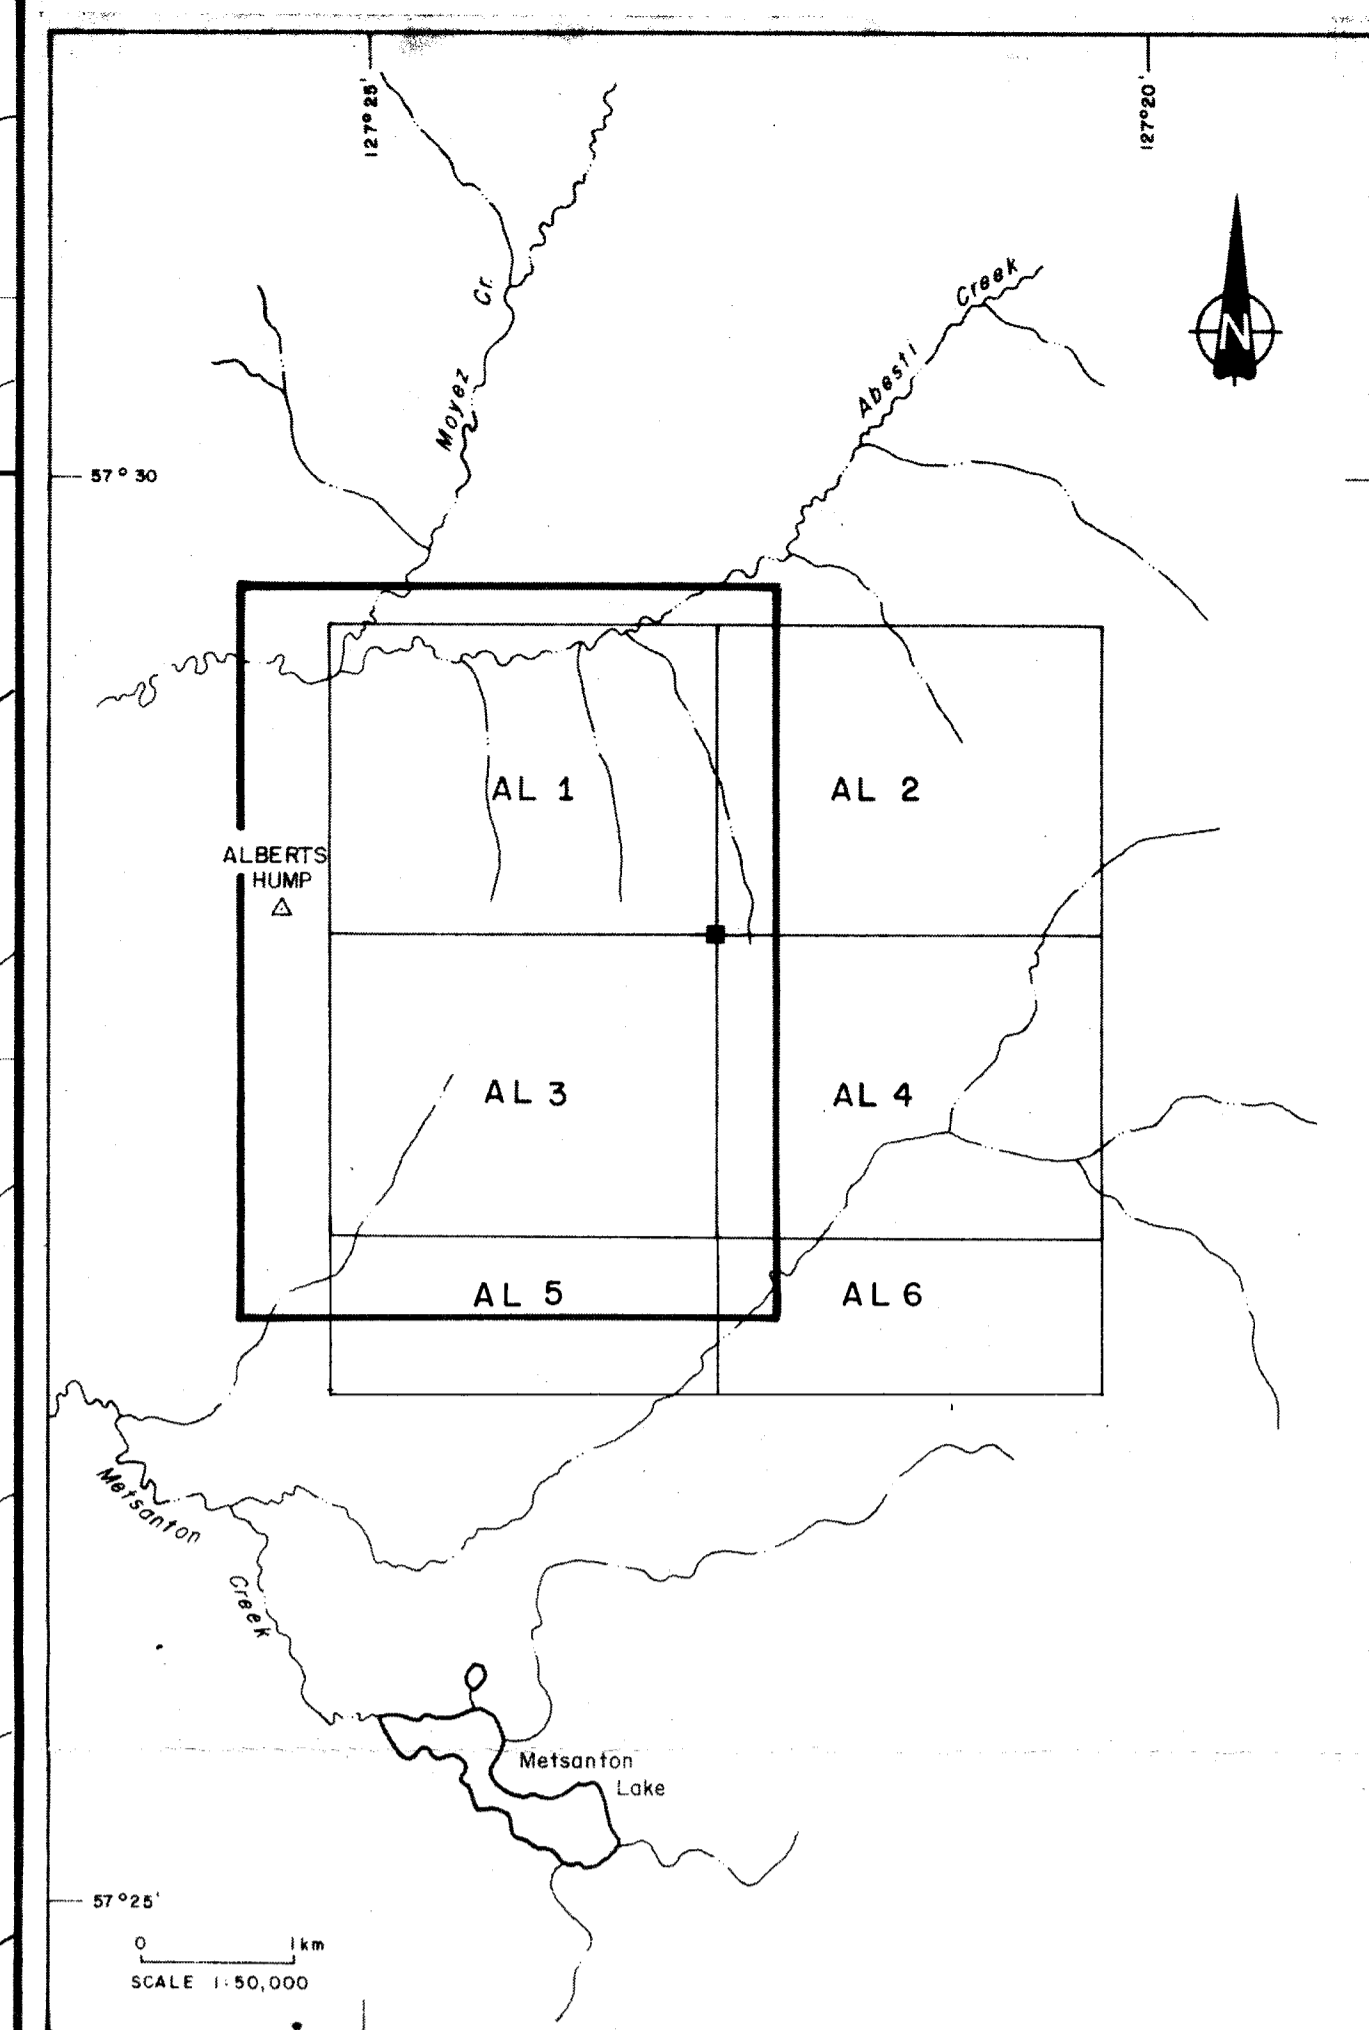 127° 25'
127° 20'
Moyez Cr.
Abesti Creek
N
57° 30
AL 1
AL 2
ALBERTS
HUMP
AL 3
AL 4
AL 5
AL 6
Metsanton
Creek
Metsanton
Lake
57° 25'
0 1 km
SCALE 1:50,000